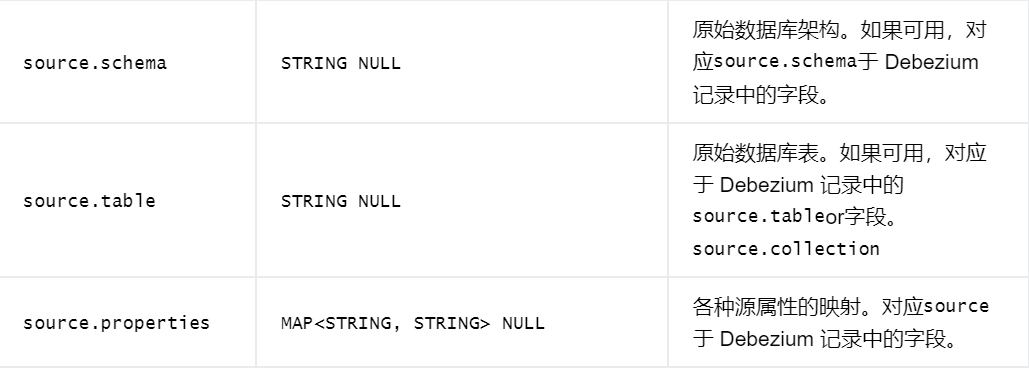 source.schema
STRING NULL
原始数据库架构。如果可用，对
应source.schema于 Debezium
记录中的字段。
source.table
STRING NULL
原始数据库表。如果可用，对应
于 Debezium 记录中的
source.tableor字段。
source.collection
source.properties
MAP<STRING, STRING> NULL
各种源属性的映射。对应source
于 Debezium 记录中的字段。